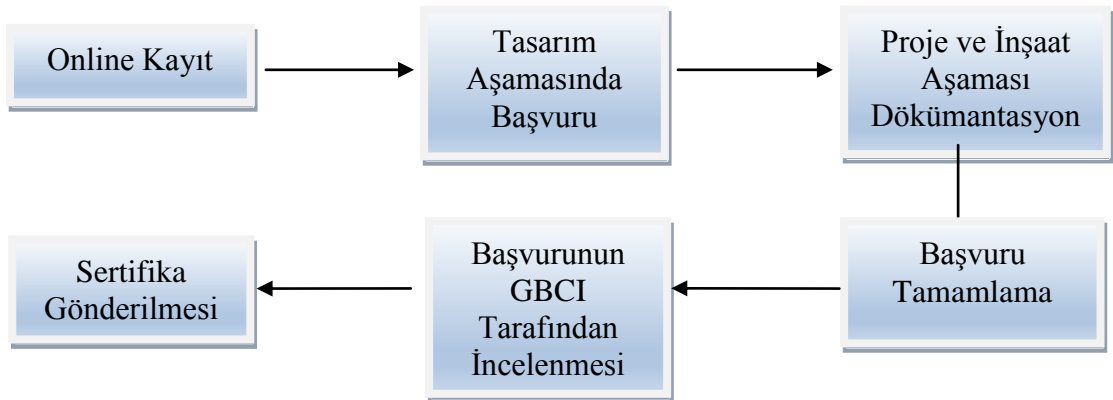 Online Kayıt
Tasarım
Aşamasında
Başvuru
Proje ve İnşaat
Aşaması
Dökümantasyon
Başvuru
Tamamlama
Başvurunun
GBCI
Tarafından
İncelenmesi
Sertifika
Gönderilmesi